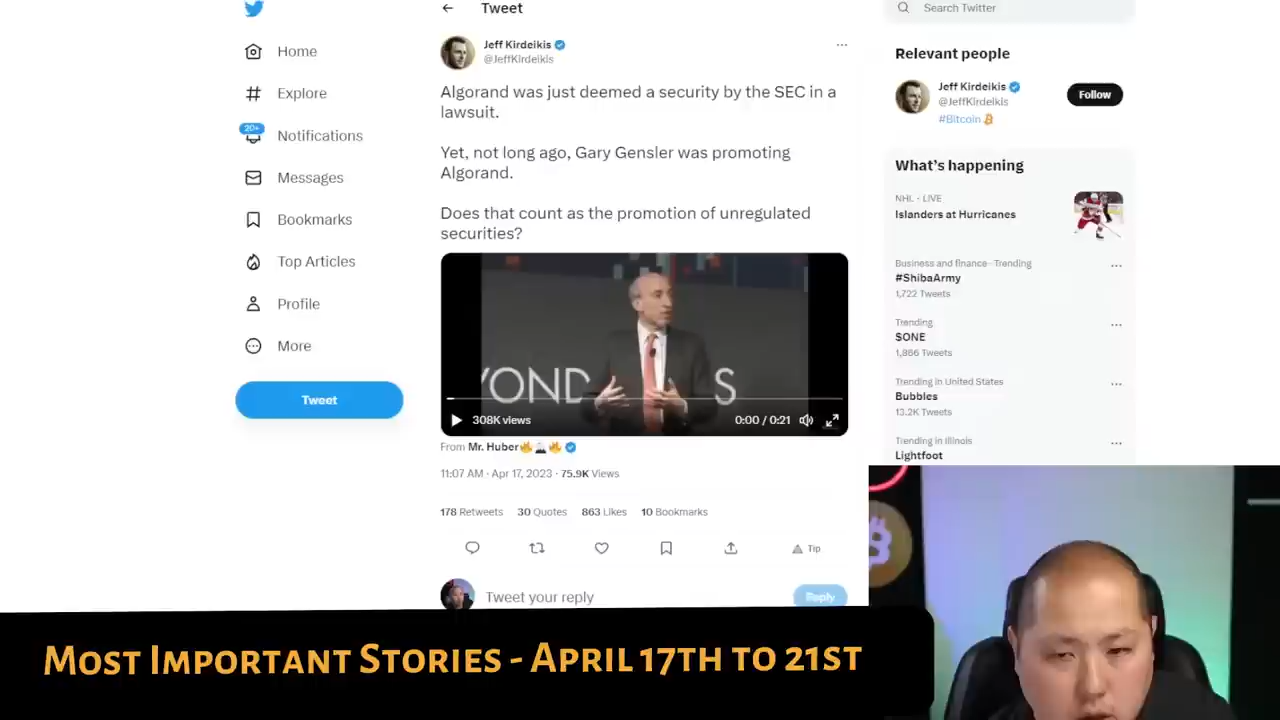 Tweet
Search Twitter
Home
Explore
20+
Notifications
Messages
Bookmarks
Top Articles
Profile
More
Tweet
Jeff Kirdeikis
@JeffKirdeikis
Algorand was just deemed a security by the SEC in a
lawsuit.
Yet, not long ago, Gary Gensler was promoting
Algorand.
Does that count as the promotion of unregulated
securities?
YOND
S
308K views
0:00 / 0:21
From Mr. Huber
11:07 AM · Apr 17, 2023 · 75.9K Views
178 Retweets 30 Quotes 863 Likes 10 Bookmarks
Tip
Tweet your reply
Reply
Relevant people
Jeff Kirdeikis
@JeffKirdeikis
Follow
#Bitcoin
What's happening
NHL · LIVE
Islanders at Hurricanes
Business and finance · Trending
#ShibaArmy
1,722 Tweets
Trending
$ONE
1,866 Tweets
Trending in United States
Bubbles
13.2K Tweets
Trending in Illinois
Lightfoot
Most Important Stories - April 17th to 21st